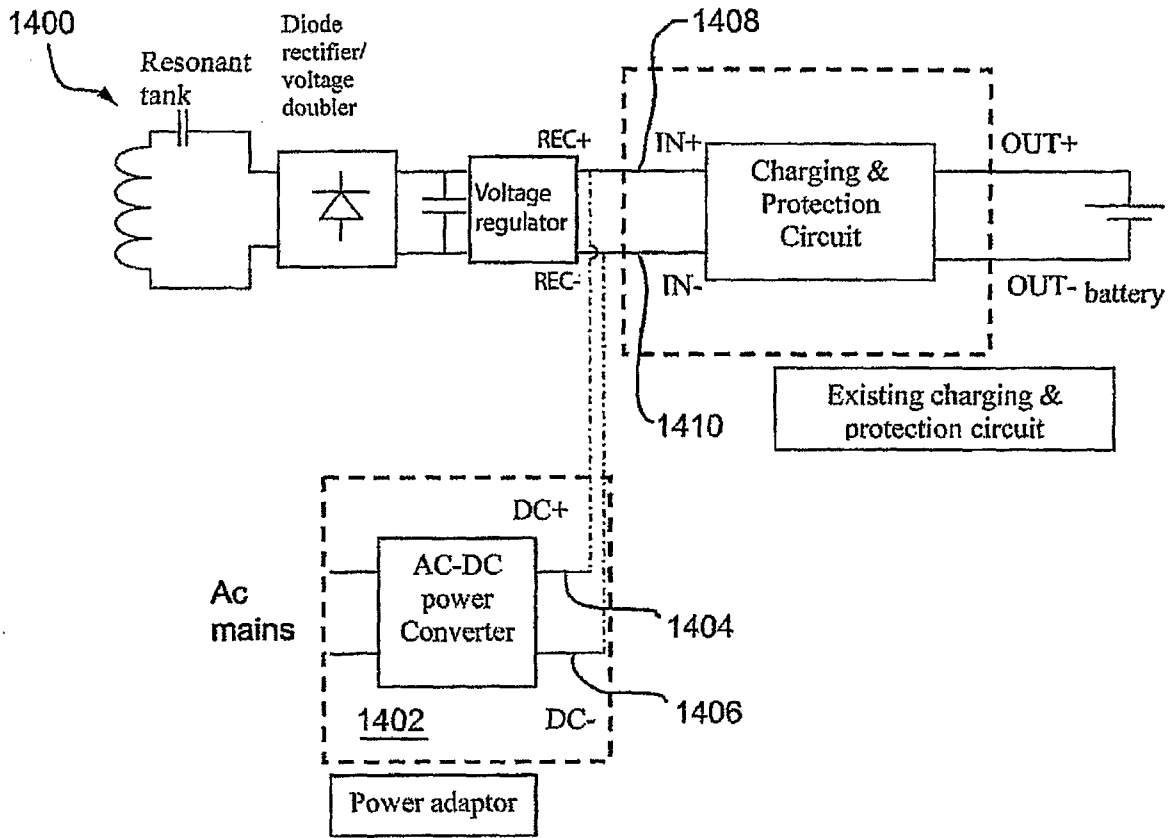 1400
Resonant
tank
Diode
rectifier/
voltage
doubler
1408
REC+
IN+
OUT+
Voltage
regulator
Charging &
Protection
Circuit
REC-
IN-
OUT-
battery
1410
Existing charging &
protection circuit
DC+
Ac
mains
AC-DC
power
Converter
1404
1402
DC-
1406
Power adaptor